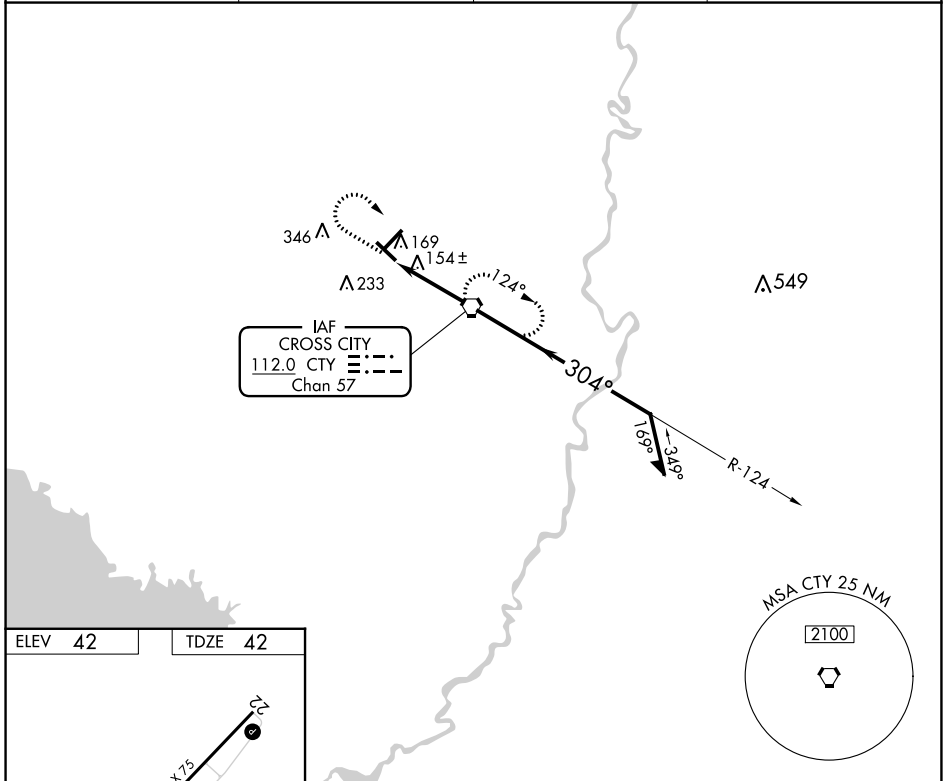 346
169
154±
233
124°
549
IAF
CROSS CITY
112.0 CTY
Chan 57
304°
169°
349°
R-124
MSA CTY 25 NM
2100
ELEV 42
TDZE 42
22
P
X 75